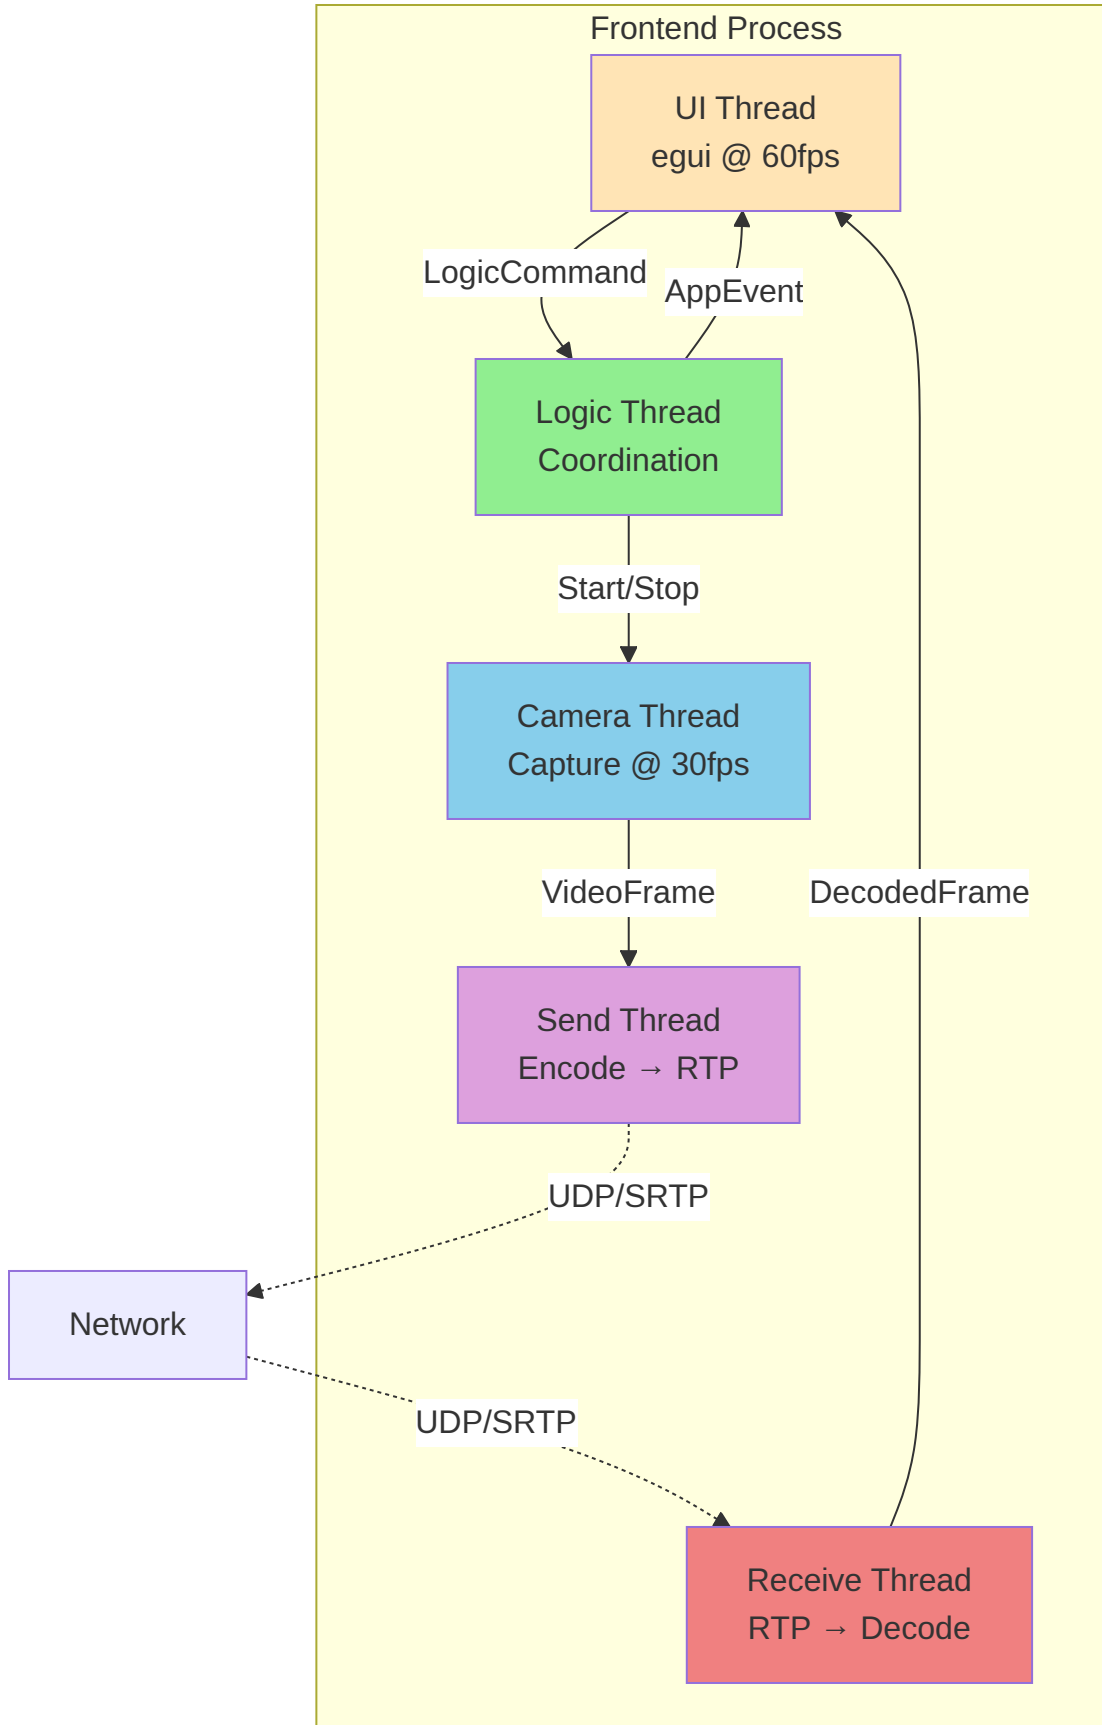 Frontend Process
UI Thread
egui @ 60fps
LogicCommand
AppEvent
Logic Thread
Coordination
Start/Stop
Camera Thread
Capture @ 30fps
VideoFrame
DecodedFrame
Send Thread
Encode → RTP
UDP/SRTP
Network
UDP/SRTP
Receive Thread
RTP → Decode